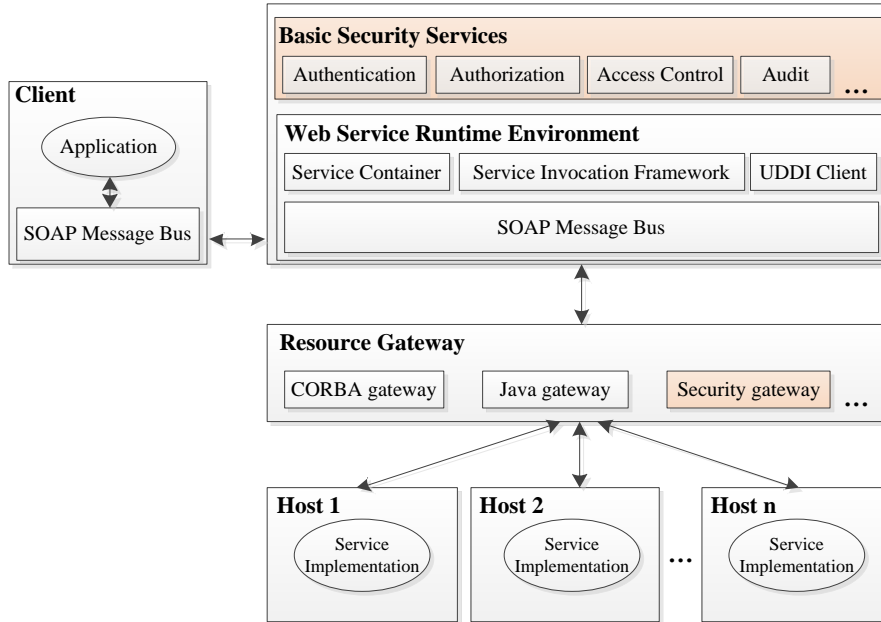 Basic Security Services
Authentication
Authorization
Access Control
Audit
...
Client
Application
SOAP Message Bus
Web Service Runtime Environment
Service Container
Service Invocation Framework
UDDI Client
SOAP Message Bus
Resource Gateway
CORBA gateway
Java gateway
Security gateway
...
Host 1
Service
Implementation
Host 2
Service
Implementation
...
Host n
Service
Implementation